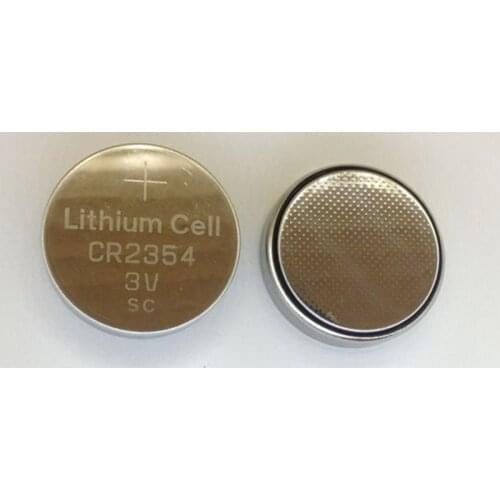 +
Lithium Cell
CR2354
3V
SC